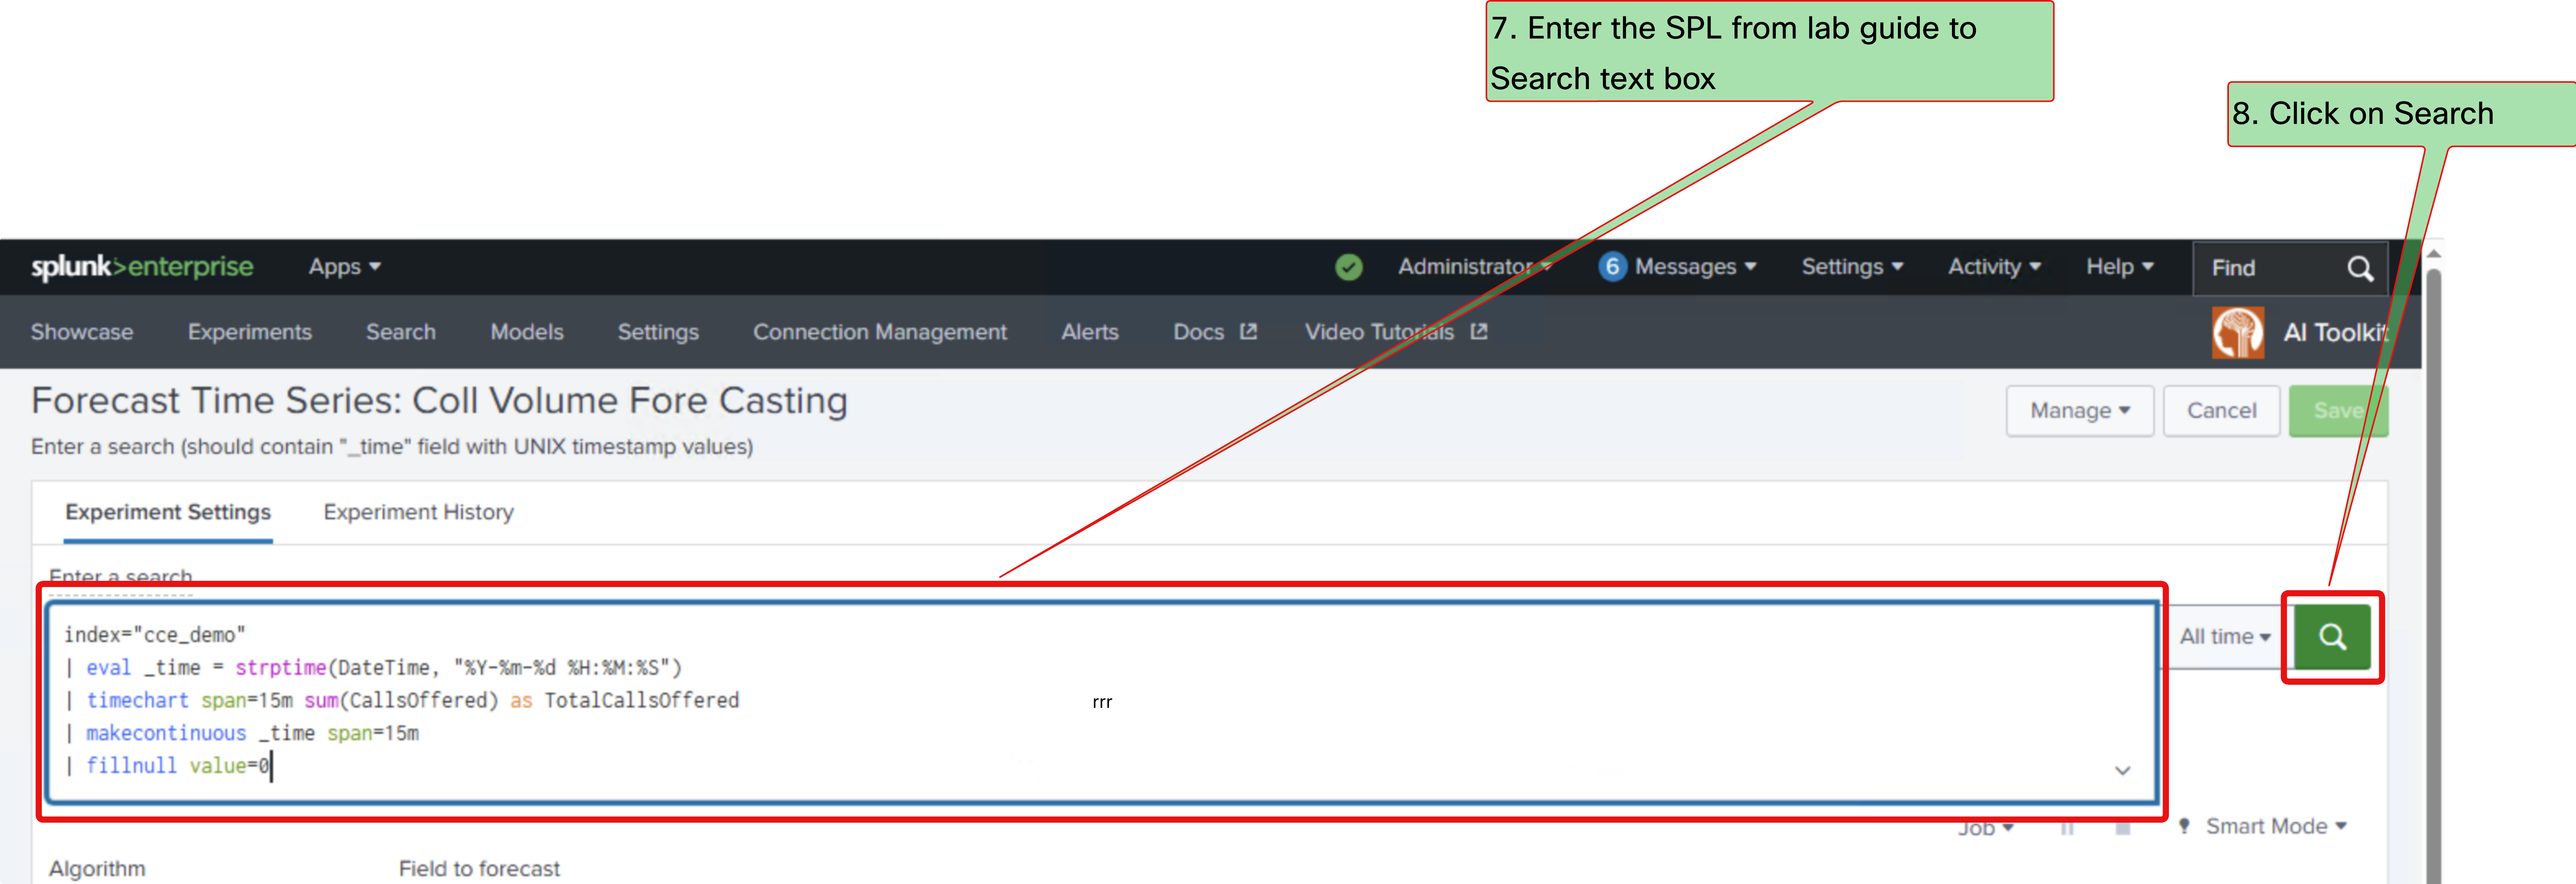 7. Enter the SPL from lab guide to
Search text box
8. Click on Search
splunk>enterprise Apps Administrator 6 Messages Settings Activity Help Find
Showcase Experiments Search Models Settings Connection Management Alerts Docs Video Tutorials AI Toolkit
Forecast Time Series: Coll Volume Fore Casting
Manage Cancel Save
Enter a search (should contain "_time" field with UNIX timestamp values)
Experiment Settings Experiment History
Enter a search
index="cce_demo"
| eval _time = strptime(DateTime, "%Y-%m-%d %H:%M:%S")
| timechart span=15m sum(CallsOffered) as TotalCallsOffered
| makecontinuous _time span=15m
| fillnull value=0
rrr
All time
Job Smart Mode
Algorithm Field to forecast